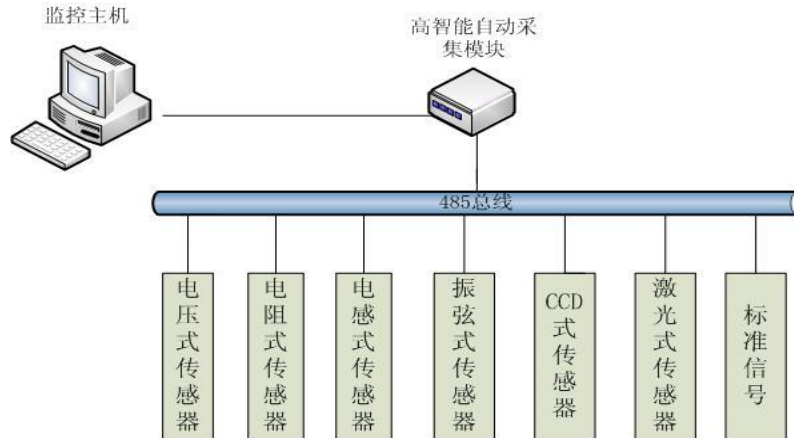 监控主机
高智能自动采
集模块
485总线
电压式传感器
电阻式传感器
电感式传感器
振弦式传感器
CCD式传感器
激光式传感器
标准信号